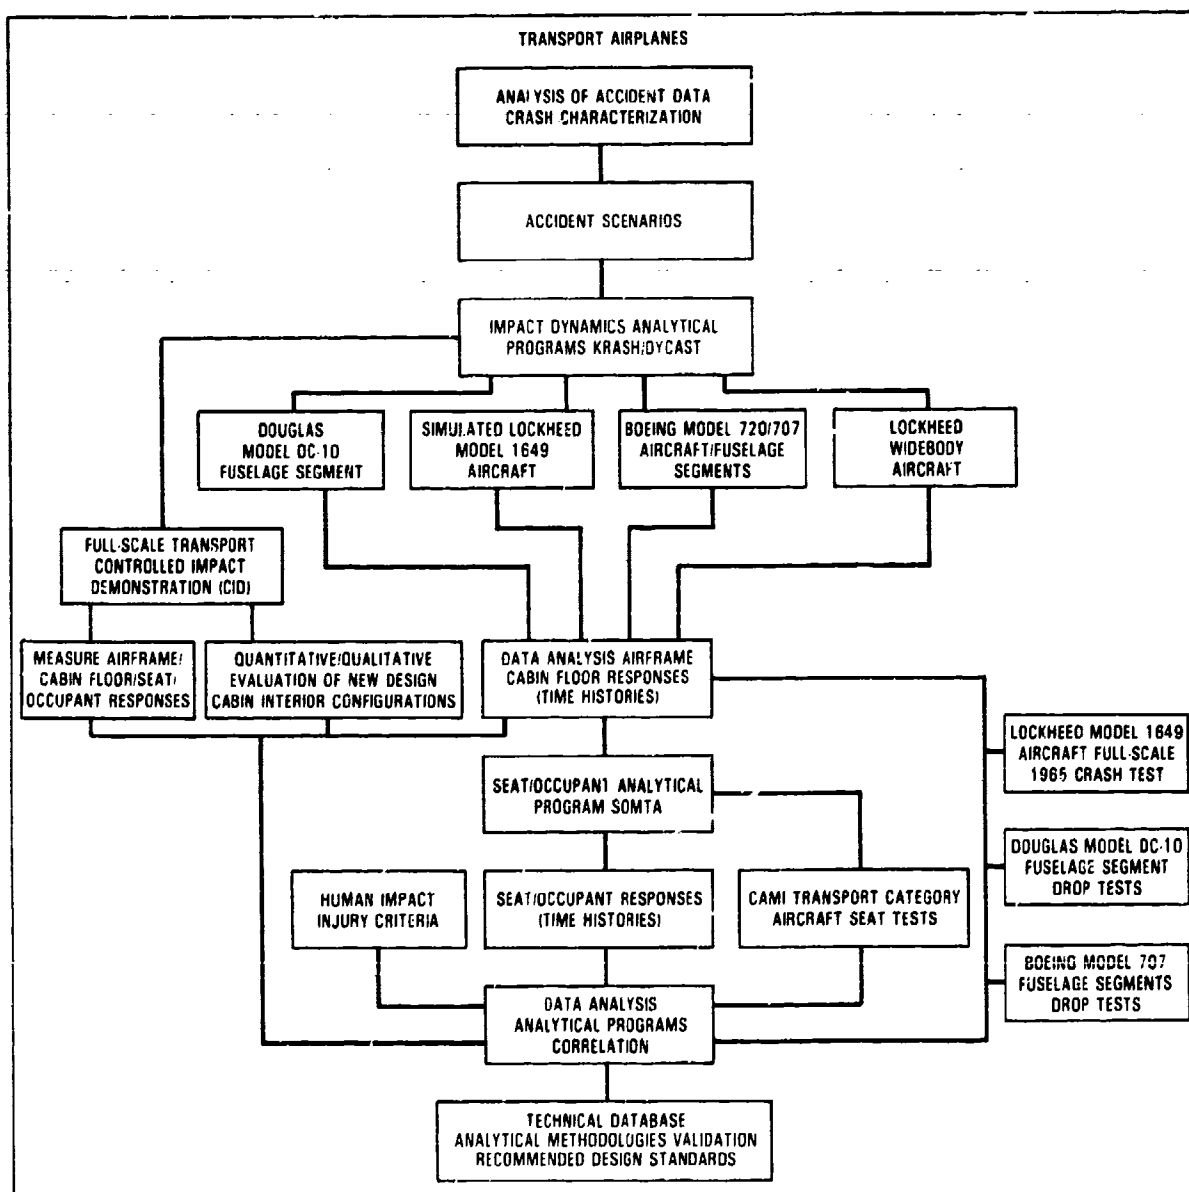 TRANSPORT AIRPLANES
ANALYSIS OF ACCIDENT DATA
CRASH CHARACTERIZATION
ACCIDENT SCENARIOS
IMPACT DYNAMICS ANALYTICAL
PROGRAMS KRASH/DYCAST
DOUGLAS
MODEL DC-10
FUSELAGE SEGMENT
SIMULATED LOCKHEED
MODEL 1649
AIRCRAFT
BOEING MODEL 720/707
AIRCRAFT/FUSELAGE
SEGMENTS
LOCKHEED
WIDEBODY
AIRCRAFT
FULL-SCALE TRANSPORT
CONTROLLED IMPACT
DEMONSTRATION (CID)
MEASURE AIRFRAME/
CABIN FLOOR/SEAT/
OCCUPANT RESPONSES
QUANTITATIVE/QUALITATIVE
EVALUATION OF NEW DESIGN
CABIN INTERIOR CONFIGURATIONS
DATA ANALYSIS AIRFRAME
CABIN FLOOR RESPONSES
(TIME HISTORIES)
LOCKHEED MODEL 1649
AIRCRAFT FULL-SCALE
1965 CRASH TEST
SEAT/OCCUPANT ANALYTICAL
PROGRAM SOMTA
DOUGLAS MODEL DC-10
FUSELAGE SEGMENT
DROP TESTS
HUMAN IMPACT
INJURY CRITERIA
SEAT/OCCUPANT RESPONSES
(TIME HISTORIES)
CAMI TRANSPORT CATEGORY
AIRCRAFT SEAT TESTS
BOEING MODEL 707
FUSELAGE SEGMENTS
DROP TESTS
DATA ANALYSIS
ANALYTICAL PROGRAMS
CORRELATION
TECHNICAL DATABASE
ANALYTICAL METHODOLOGIES VALIDATION
RECOMMENDED DESIGN STANDARDS